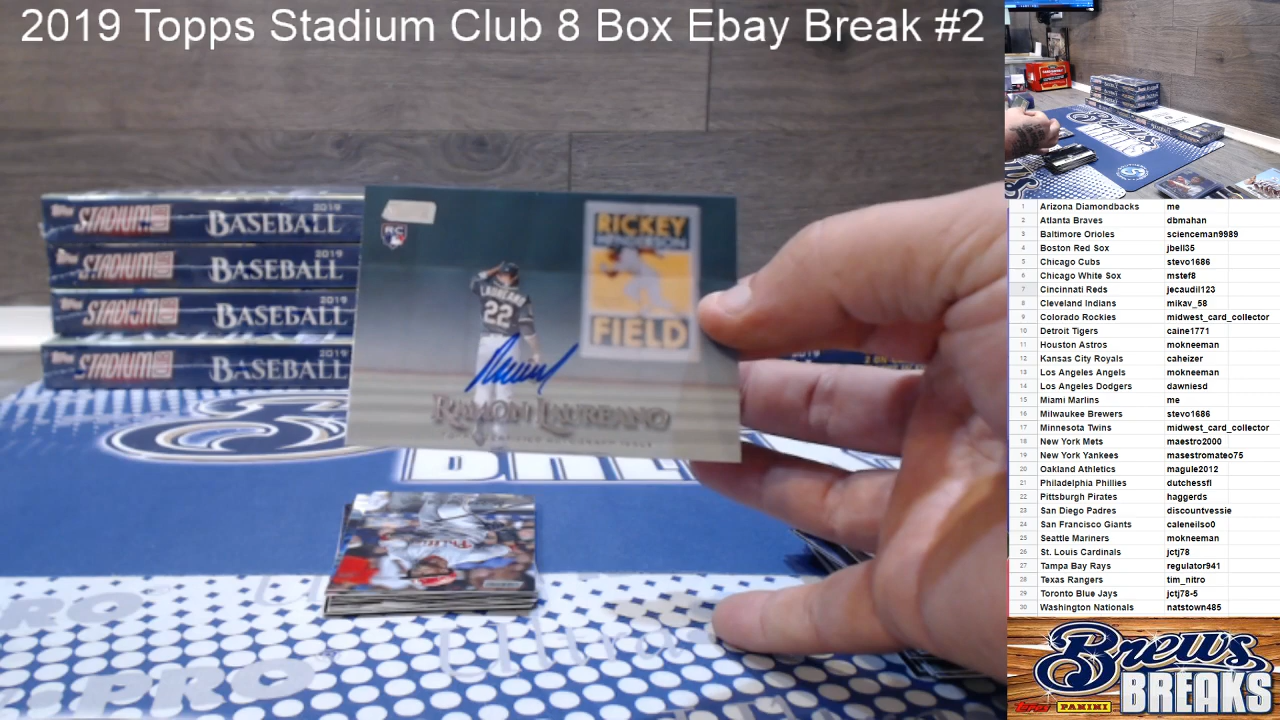 2019 Topps Stadium Club 8 Box Ebay Break #2
STADIUM BASEBALL 2019
STADIUM BASEBALL 2019
STADIUM BASEBALL 2019
STADIUM BASEBALL 2019
RC
RICKEY
HENDERSON
FIELD
LAUREANO
22
RAMON LAUREANO
PRO
1 Arizona Diamondbacks me
2 Atlanta Braves dbmahan
3 Baltimore Orioles scienceman9989
4 Boston Red Sox jbell35
5 Chicago Cubs stevo1686
6 Chicago White Sox mstef8
7 Cincinnati Reds jecaudil123
8 Cleveland Indians mikav_58
9 Colorado Rockies midwest_card_collector
10 Detroit Tigers caine1771
11 Houston Astros mokneeman
12 Kansas City Royals caheizer
13 Los Angeles Angels mokneeman
14 Los Angeles Dodgers dawniesd
15 Miami Marlins me
16 Milwaukee Brewers stevo1686
17 Minnesota Twins midwest_card_collector
18 New York Mets maestro2000
19 New York Yankees masestromateo75
20 Oakland Athletics magule2012
21 Philadelphia Phillies dutchessfl
22 Pittsburgh Pirates haggerds
23 San Diego Padres discountvessie
24 San Francisco Giants caleneilso0
25 Seattle Mariners mokneeman
26 St. Louis Cardinals jctj78
27 Tampa Bay Rays regulator941
28 Texas Rangers tim_nitro
29 Toronto Blue Jays jctj78-5
30 Washington Nationals natstown485
Brews
BREAKS
Topps PANINI